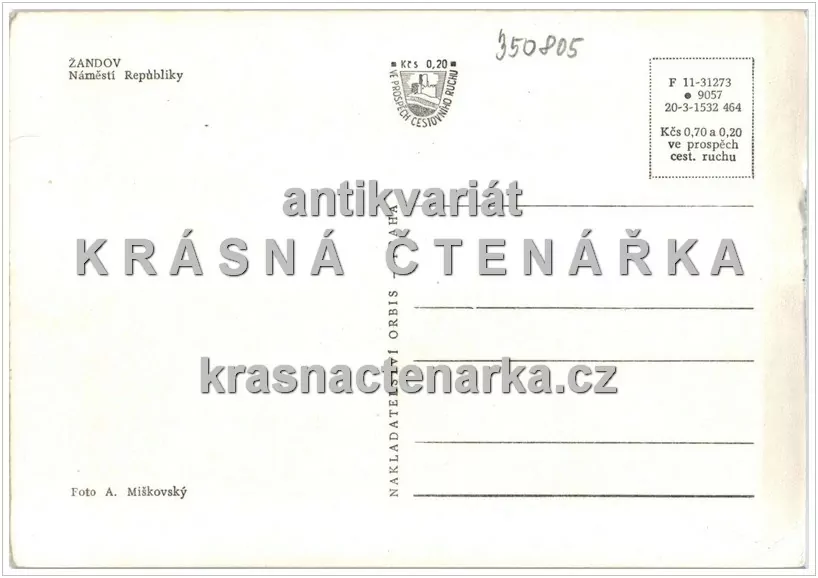 ŽANDOV
Náměstí Republiky
350805
Kčs 0,20
VE PROSPĚCH CESTOVNÍHO RUCHU
F 11-31273
9057
20-3-1532 464
Kčs 0,70 a 0,20
ve prospěch
cest. ruchu
antikvariát
KRÁSNÁ ČTENÁŘKA
krasnactenarka.cz
NAKLADATELSTVÍ ORBIS
Foto A. Miškovský